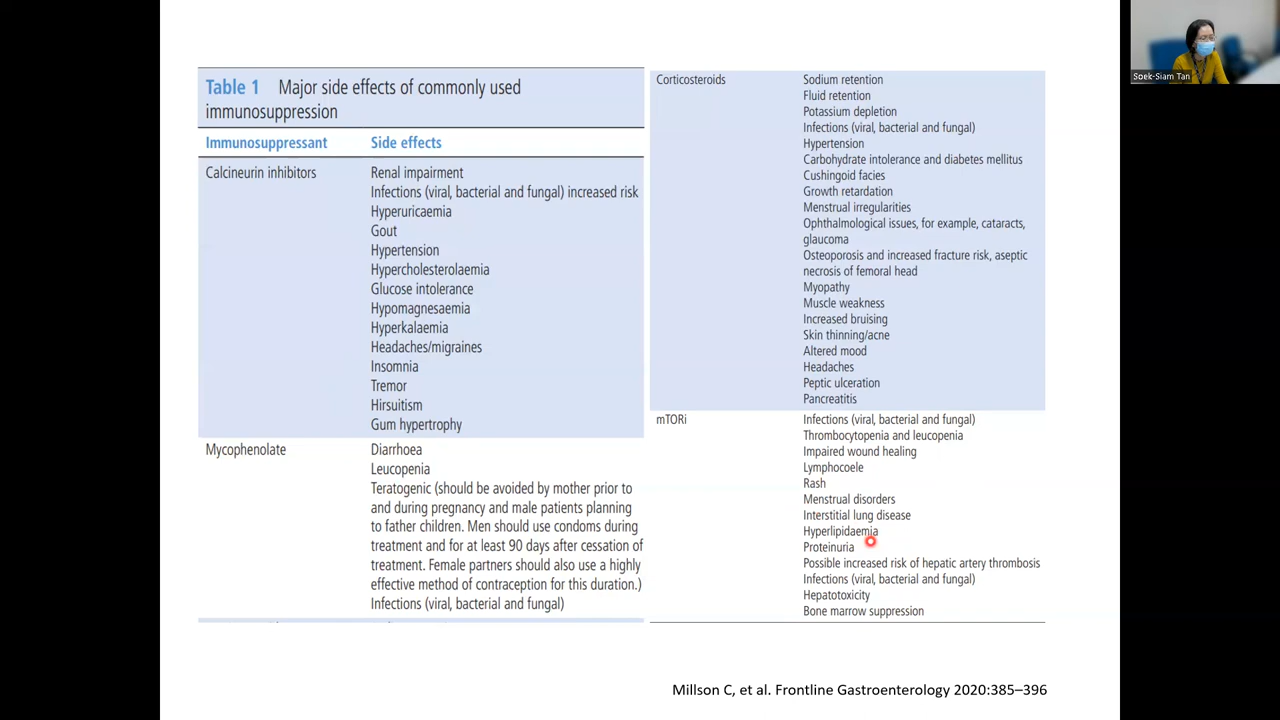 Table 1 Major side effects of commonly used
immunosuppression
Immunosuppressant Side effects
Calcineurin inhibitors Renal impairment
Infections (viral, bacterial and fungal) increased risk
Hyperuricaemia
Gout
Hypertension
Hypercholesterolaemia
Glucose intolerance
Hypomagnesaemia
Hyperkalaemia
Headaches/migraines
Insomnia
Tremor
Hirsuitism
Gum hypertrophy
Mycophenolate Diarrhoea
Leucopenia
Teratogenic (should be avoided by mother prior to
and during pregnancy and male patients planning
to father children. Men should use condoms during
treatment and for at least 90 days after cessation of
treatment. Female partners should also use a highly
effective method of contraception for this duration.)
Infections (viral, bacterial and fungal)
Corticosteroids Sodium retention
Fluid retention
Potassium depletion
Infections (viral, bacterial and fungal)
Hypertension
Carbohydrate intolerance and diabetes mellitus
Cushingoid facies
Growth retardation
Menstrual irregularities
Ophthalmological issues, for example, cataracts,
glaucoma
Osteoporosis and increased fracture risk, aseptic
necrosis of femoral head
Myopathy
Muscle weakness
Increased bruising
Skin thinning/acne
Altered mood
Headaches
Peptic ulceration
Pancreatitis
mTORi Infections (viral, bacterial and fungal)
Thrombocytopenia and leucopenia
Impaired wound healing
Lymphocoele
Rash
Menstrual disorders
Interstitial lung disease
Hyperlipidaemia
Proteinuria
Possible increased risk of hepatic artery thrombosis
Infections (viral, bacterial and fungal)
Hepatotoxicity
Bone marrow suppression
Millson C, et al. Frontline Gastroenterology 2020:385–396
Soek-Siam Tan